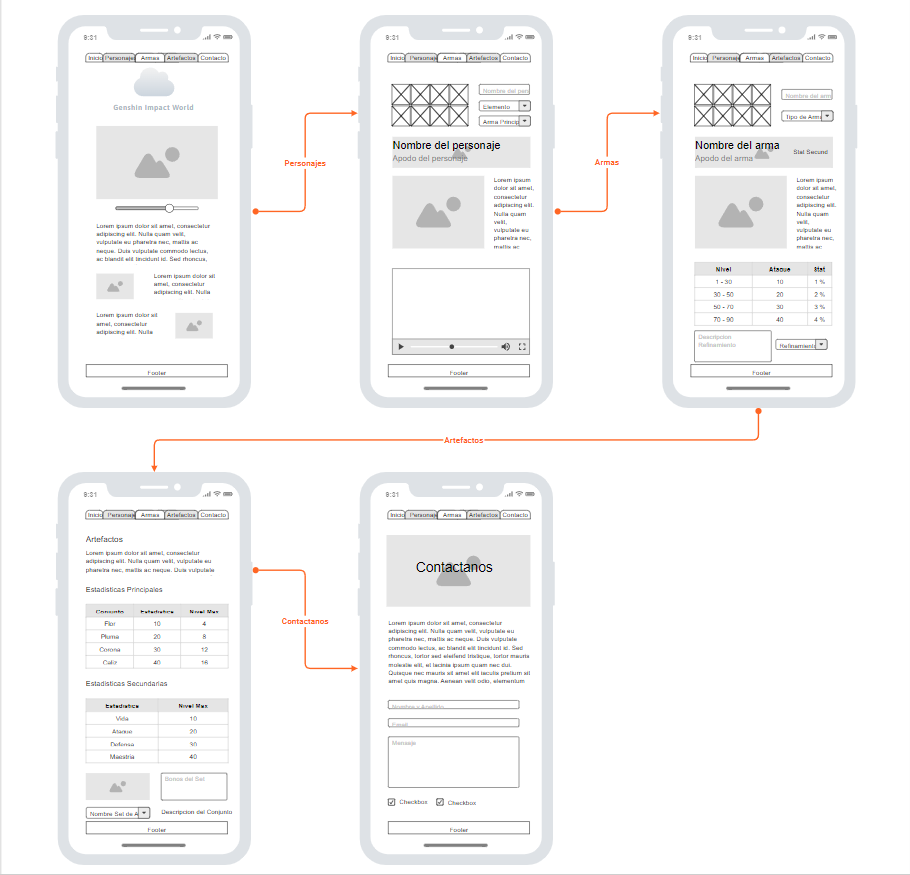 9:31
Inicio Personajes Armas Artefactos Contacto
Genshin Impact World
Lorem ipsum dolor sit amet, consectetur
adipiscing elit. Nulla quam velit,
vulputate eu pharetra nec, mattis ac
neque. Duis vulputate commodo lectus,
ac blandit elit tincidunt id. Sed rhoncus,
Lorem ipsum dolor sit
amet, consectetur
adipiscing elit. Nulla
Lorem ipsum dolor sit
amet, consectetur
adipiscing elit. Nulla
Footer
Personajes
9:31
Inicio Personajes Armas Artefactos Contacto
Nombre del pers
Elemento
Arma Princip
Nombre del personaje
Apodo del personaje
Lorem ipsum
dolor sit amet,
consectetur
adipiscing elit.
Nulla quam
velit,
vulputate eu
pharetra nec,
mattis ac
Footer
Armas
9:31
Inicio Personajes Armas Artefactos Contacto
Nombre del arm
Tipo de Arma
Nombre del arma
Apodo del arma
Stat Secund
Lorem ipsum
dolor sit amet,
consectetur
adipiscing elit.
Nulla quam
velit,
vulputate eu
pharetra nec,
mattis ac
Nivel Ataque Stat
1 - 30 10 1 %
30 - 50 20 2 %
50 - 70 30 3 %
70 - 90 40 4 %
Descripcion
Refinamiento
Refinamiento
Footer
Artefactos
9:31
Inicio Personajes Armas Artefactos Contacto
Artefactos
Lorem ipsum dolor sit amet, consectetur
adipiscing elit. Nulla quam velit, vulputate eu
pharetra nec, mattis ac neque. Duis vulputate
Estadisticas Principales
Conjunto Estadistica Nivel Max
Flor 10 4
Pluma 20 8
Corona 30 12
Caliz 40 16
Estadisticas Secundarias
Estadistica Nivel Max
Vida 10
Ataque 20
Defensa 30
Maestria 40
Bonus del Set
Nombre Set de A
Descripcion del Conjunto
Footer
Contactanos
9:31
Inicio Personajes Armas Artefactos Contacto
Contactanos
Lorem ipsum dolor sit amet, consectetur
adipiscing elit. Nulla quam velit, vulputate eu
pharetra nec, mattis ac neque. Duis vulputate
commodo lectus, ac blandit elit tincidunt id. Sed
rhoncus, tortor sed eleifend tristique, tortor mauris
molestie elit, et lacinia ipsum quam nec dui.
Quisque nec mauris sit amet elit iaculis pretium sit
amet quis magna. Aenean velit odio, elementum
Nombre y Apellido
Email
Mensaje
Checkbox Checkbox
Footer